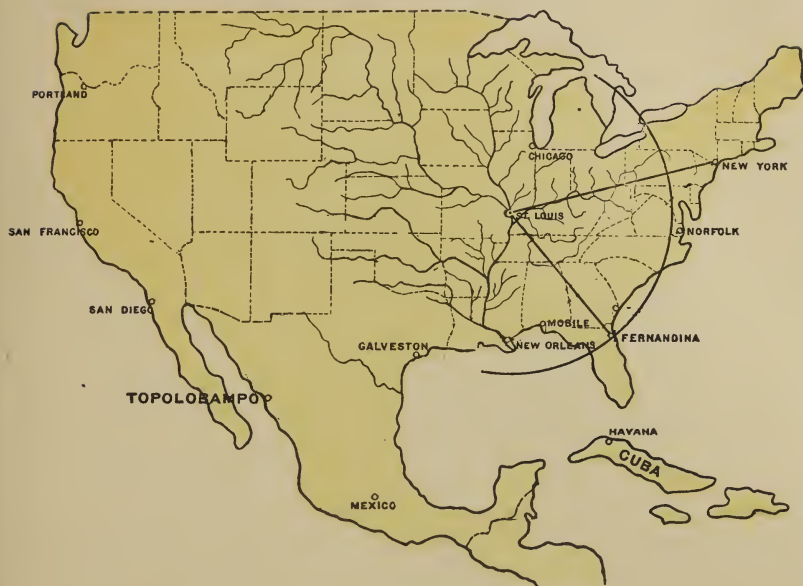 PORTLAND
CHICAGO
NEW YORK
ST. LOUIS
SAN FRANCISCO
NORFOLK
SAN DIEGO
MOBILE
FERNANDINA
GALVESTON
NEW ORLEANS
TOPOLOBAMPO
HAVANA
CUBA
MEXICO